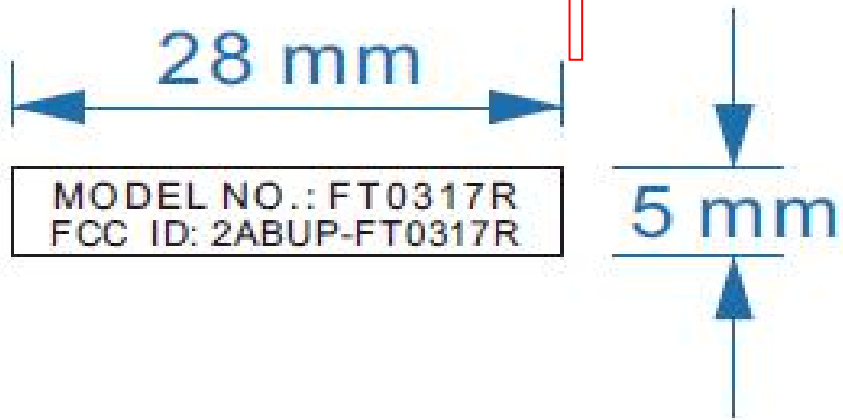 28 mm
MODEL NO.: FT0317R
FCC ID: 2ABUP-FT0317R
5 mm